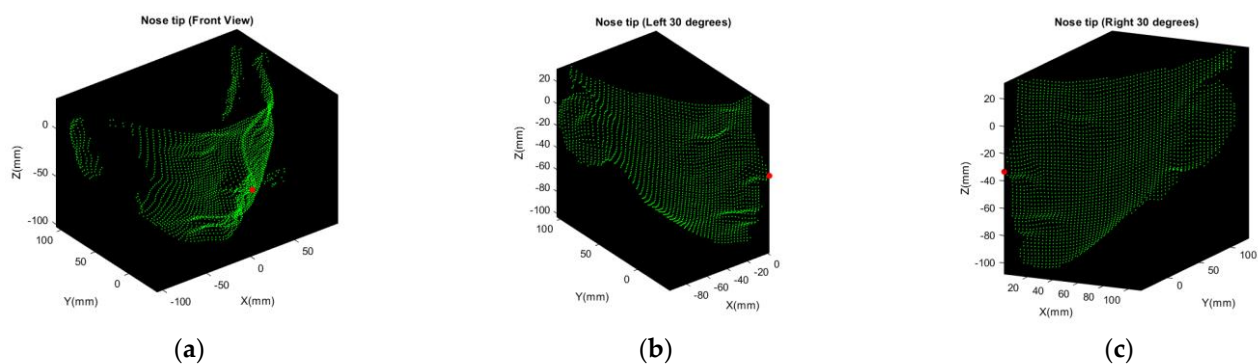 Nose tip (Front View)
0
-50
-100
Z(mm)
100
50
0
Y(mm)
-100
-50
0
50
X(mm)
(a)
Nose tip (Left 30 degrees)
20
0
-20
-40
-60
-80
-100
Z(mm)
100
50
0
Y(mm)
-80
-60
-40
-20
0
X(mm)
(b)
Nose tip (Right 30 degrees)
20
0
-20
-40
-60
-80
-100
Z(mm)
20
40
60
80
100
X(mm)
0
50
100
Y(mm)
(c)